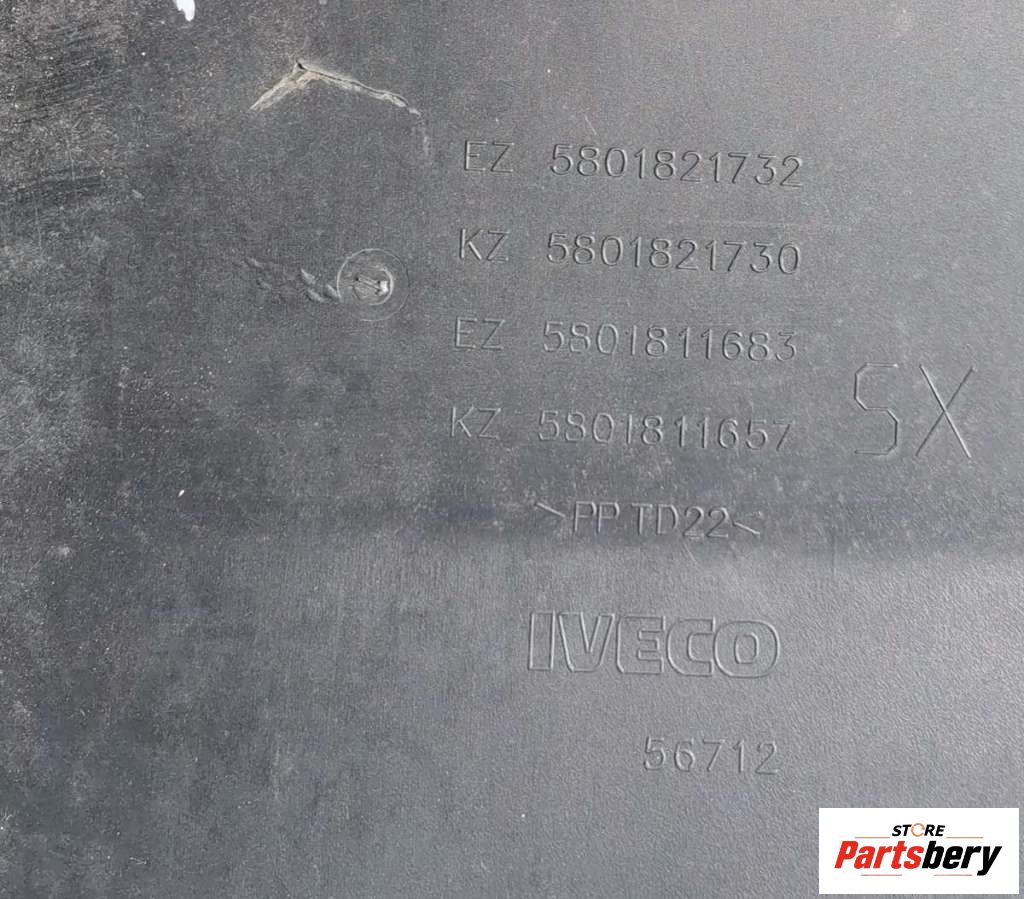 EZ 5801821732
KZ 5801821730
EZ 5801811683
KZ 5801811657
SX
>PP TD22<
IVECO
56712
STORE
Partsbery